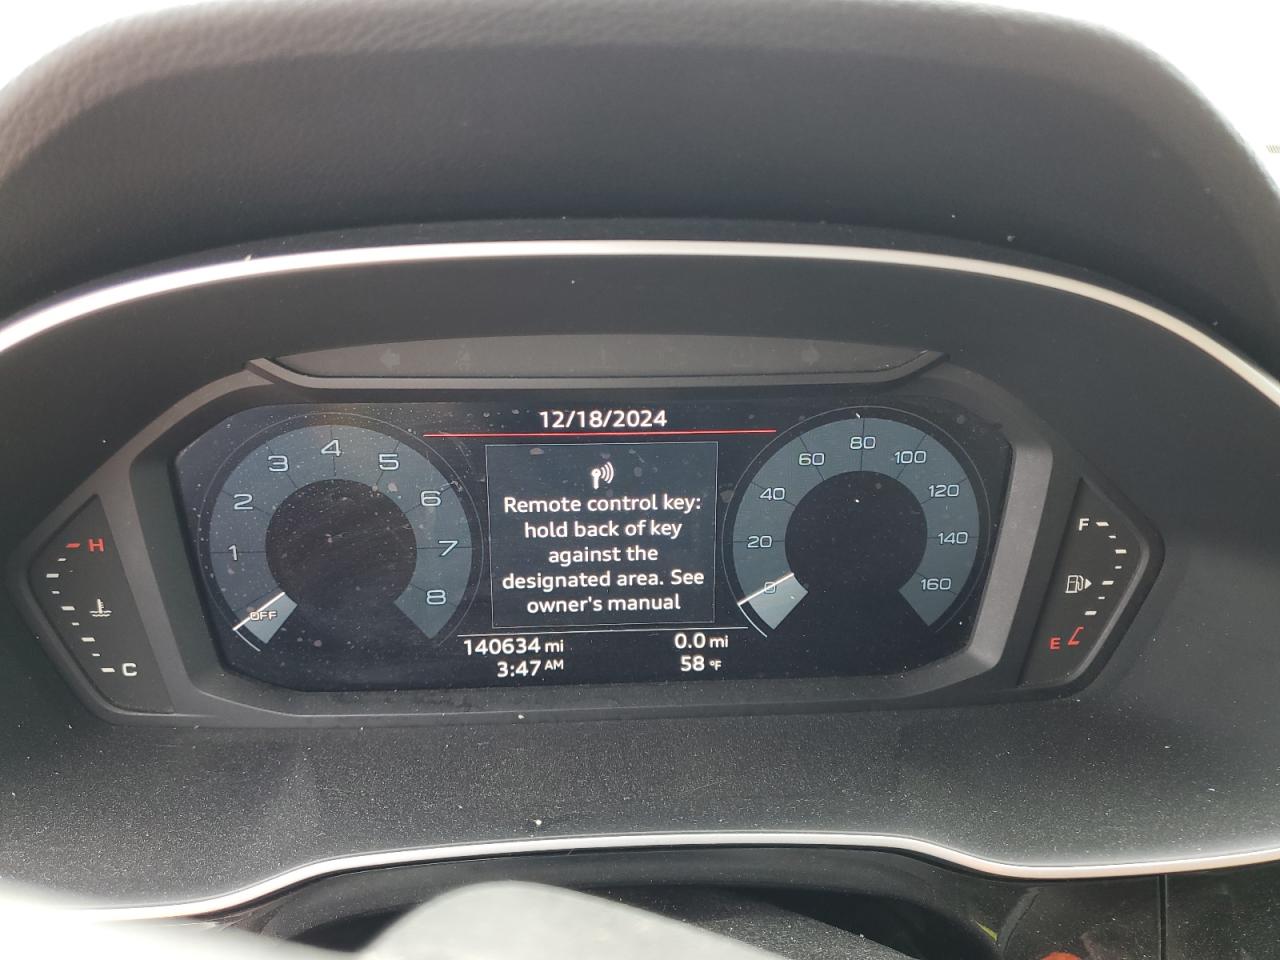 12/18/2024
Remote control key:
hold back of key
against the
designated area. See
owner's manual
140634 mi
0.0 mi
3:47 AM
58 °F
OFF
1
2
3
4
5
6
7
8
0
20
40
60
80
100
120
140
160
H
C
F
E